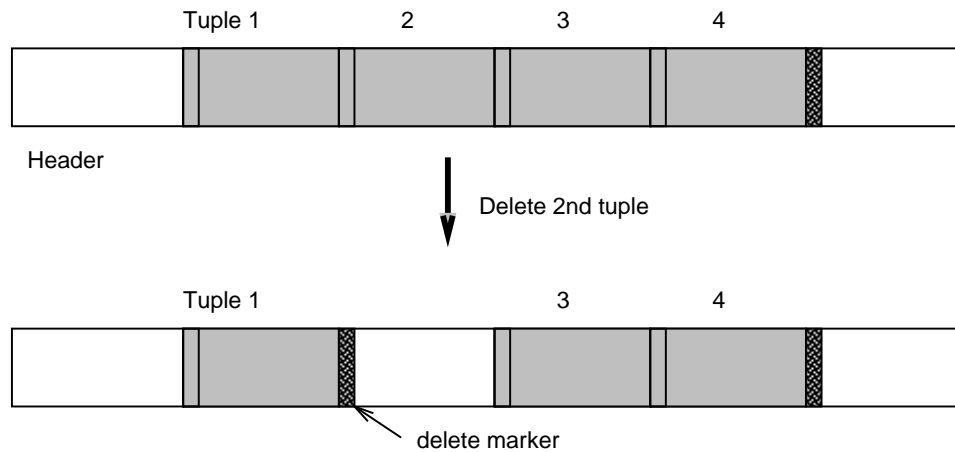 Tuple 1 2 3 4
Header
Delete 2nd tuple
Tuple 1 3 4
delete marker